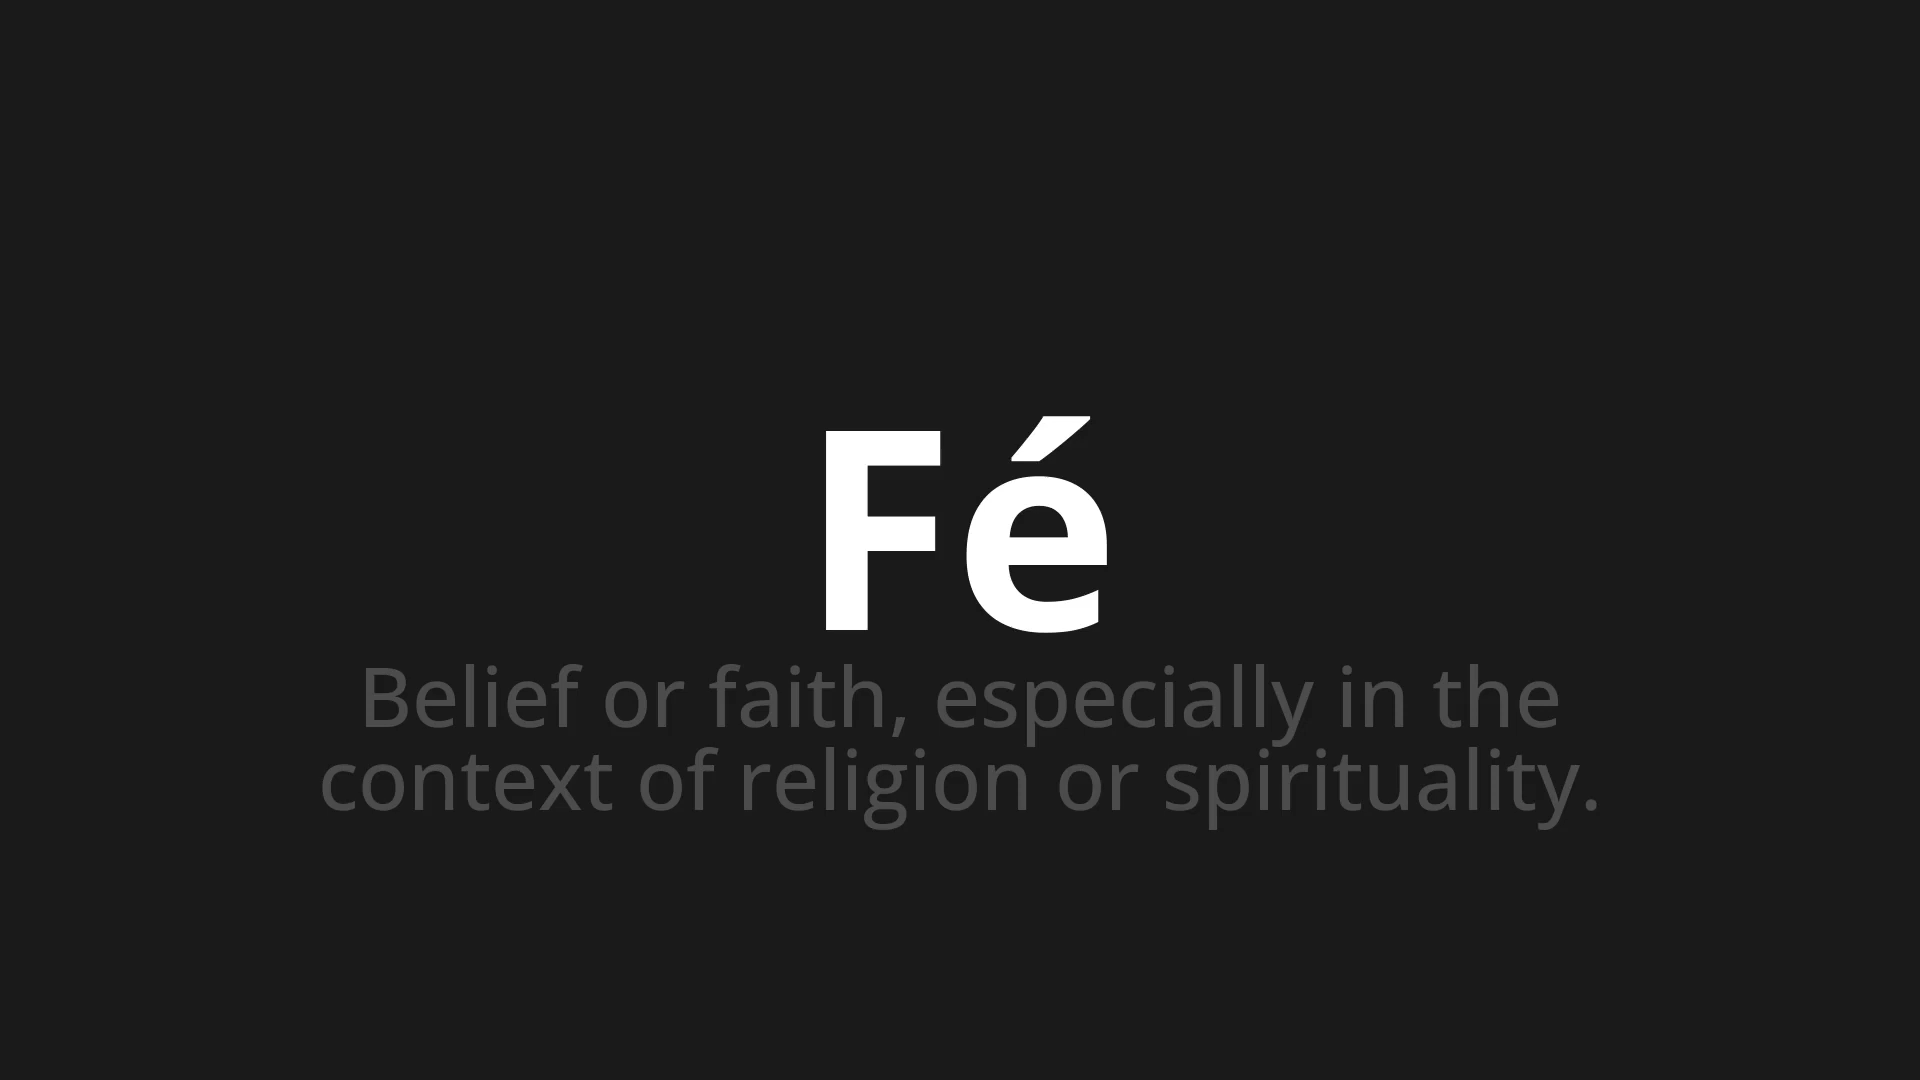 Fé
Belief or faith, especially in the
context of religion or spirituality.